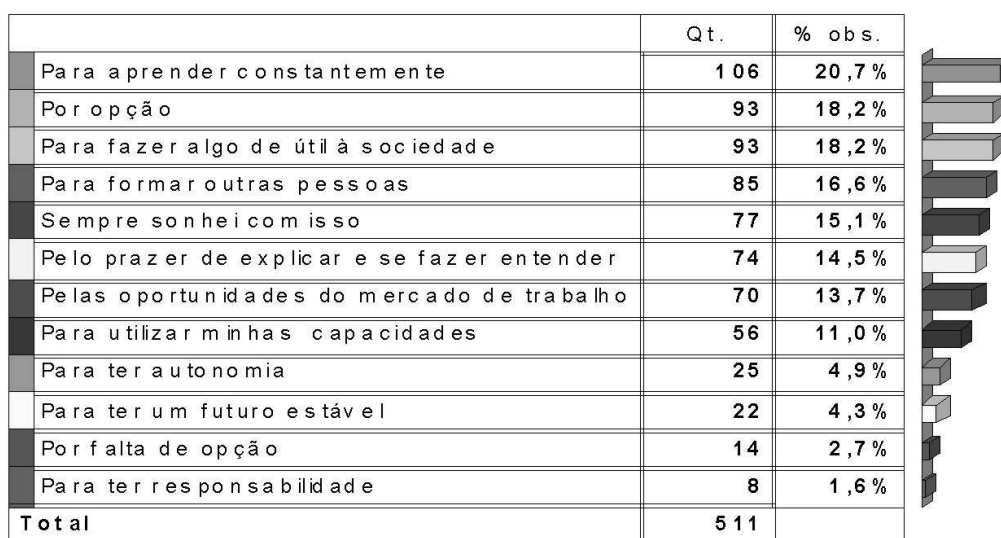 Qt. % obs.
Para aprender constantemente 106 20,7%
Por opção 93 18,2%
Para fazer algo de útil à sociedade 93 18,2%
Para formar outras pessoas 85 16,6%
Sempre sonhei com isso 77 15,1%
Pelo prazer de explicar e se fazer entender 74 14,5%
Pelas oportunidades do mercado de trabalho 70 13,7%
Para utilizar minhas capacidades 56 11,0%
Para ter autonomia 25 4,9%
Para ter um futuro estável 22 4,3%
Por falta de opção 14 2,7%
Para ter responsabilidade 8 1,6%
Total 511